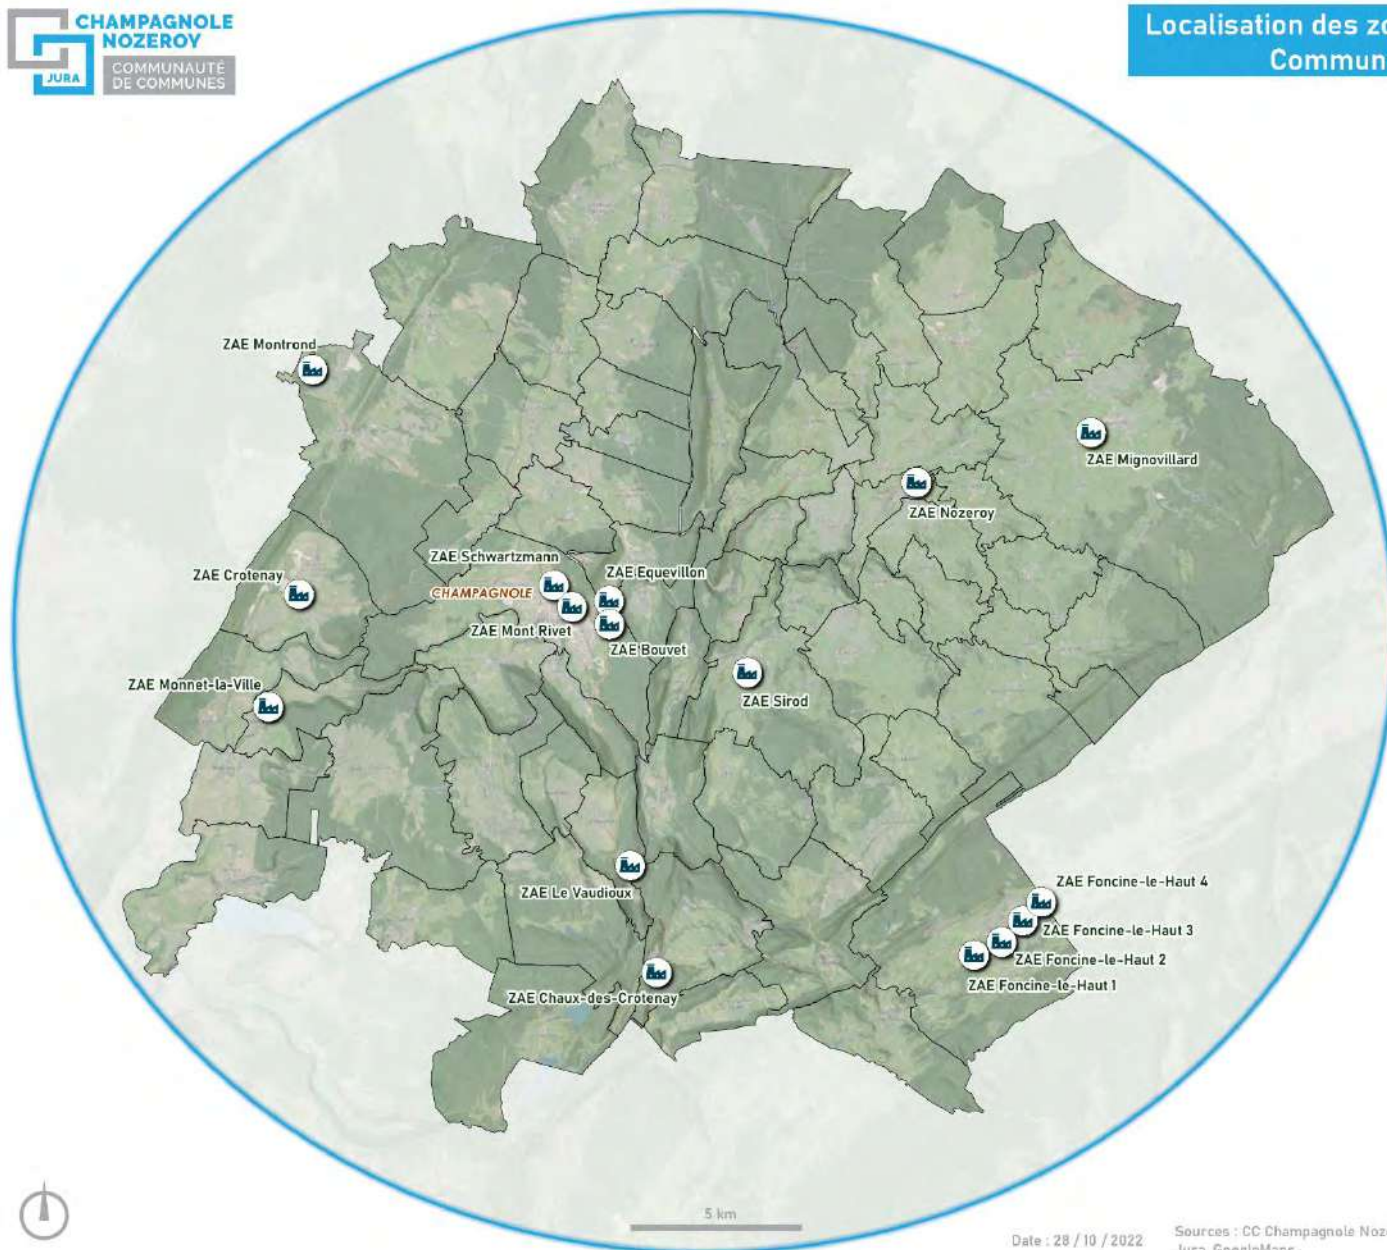 CHAMPAGNOLE
NOZEROY
COMMUNAUTÉ
DE COMMUNES
JURA
Localisation des
Commun
ZAE Montrond
ZAE Mignovillard
ZAE Nozeroy
ZAE Schwartzmann
ZAE Equevillon
ZAE Crotenay
CHAMPAGNOLE
ZAE Mont Rivet
ZAE Bouvet
ZAE Monnet-la-Ville
ZAE Sirod
ZAE Le Vaudioux
ZAE Foncine-le-Haut 4
ZAE Foncine-le-Haut 3
ZAE Foncine-le-Haut 2
ZAE Foncine-le-Haut 1
ZAE Chaux-des-Crotenay
5 km
Date : 28 / 10 / 2022
Sources : CC Champagnole Noz
Jura, GoogleMaps